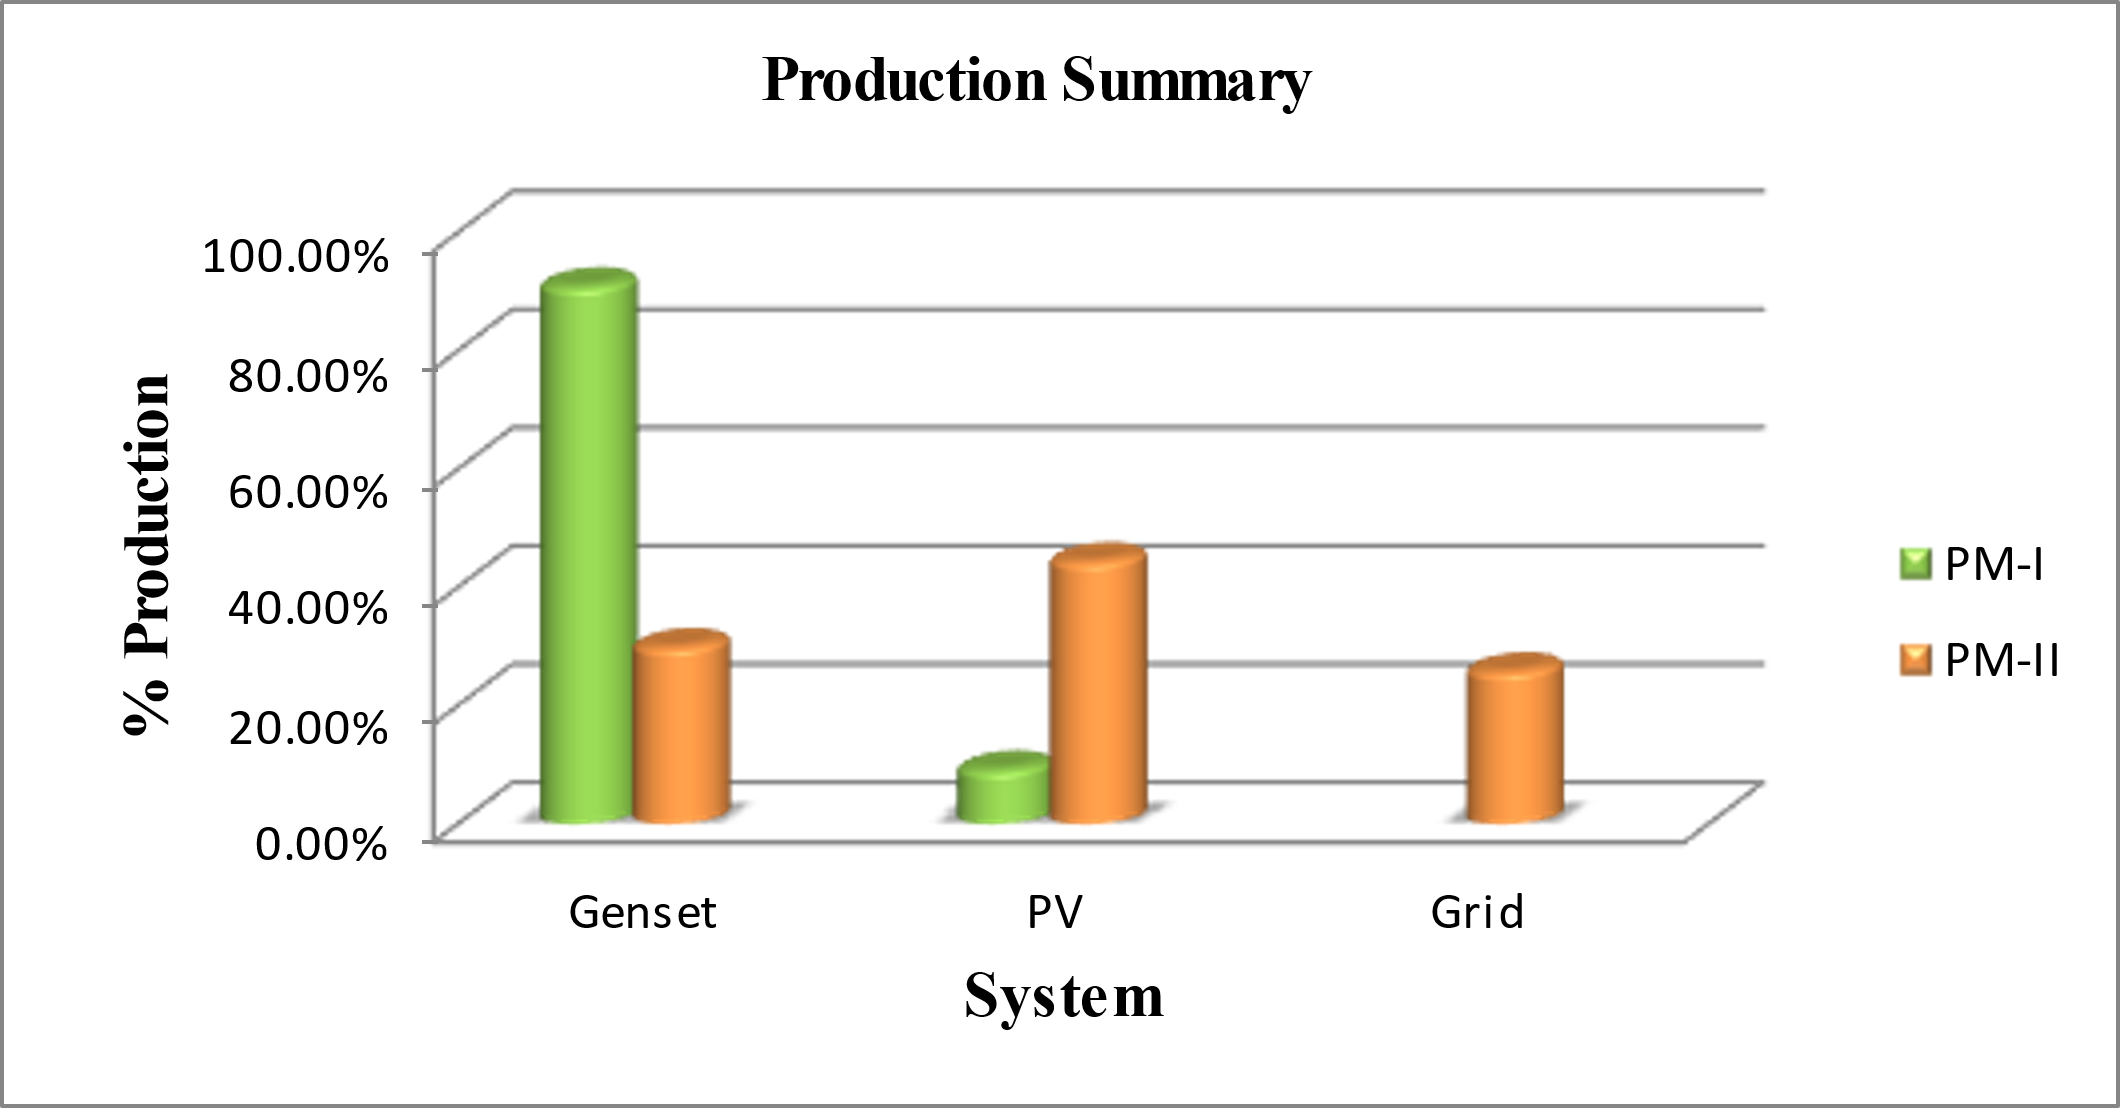 Production Summary
100.00%
80.00%
60.00%
40.00%
20.00%
0.00%
% Production
Genset
PV
Grid
System
PM-I
PM-II